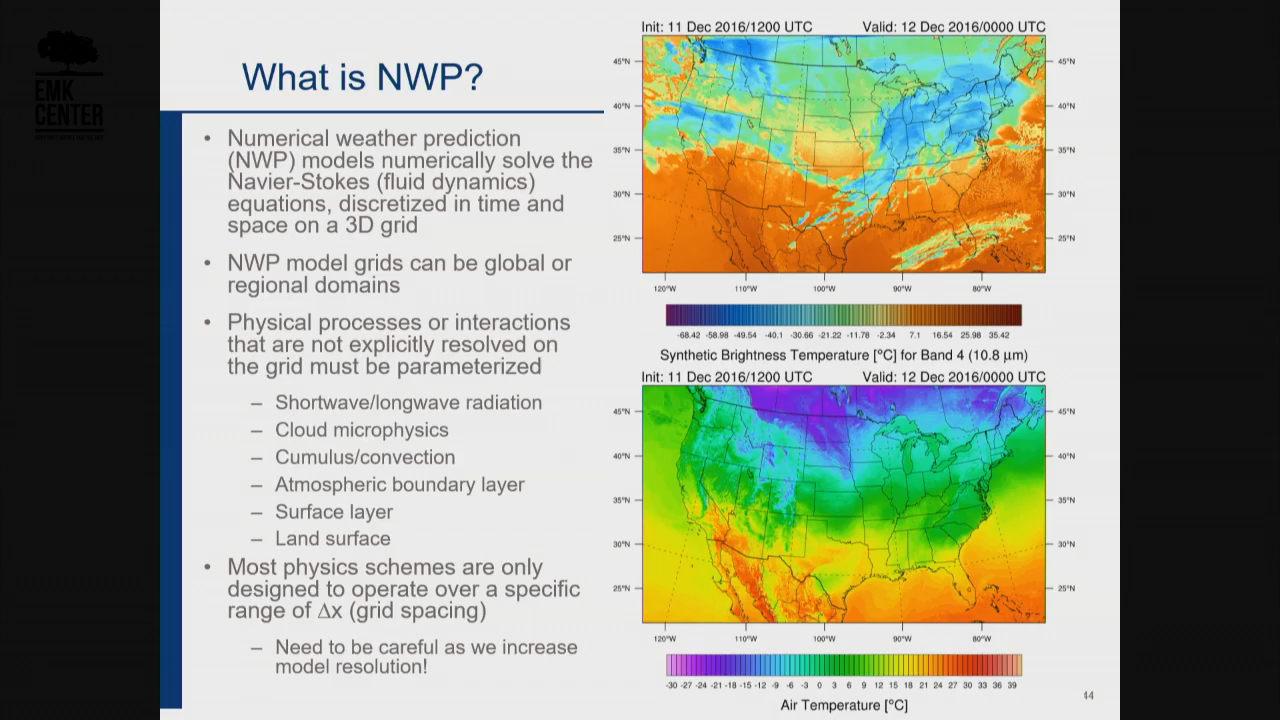 EMK
CENTER
What is NWP?
• Numerical weather prediction
(NWP) models numerically solve the
Navier-Stokes (fluid dynamics)
equations, discretized in time and
space on a 3D grid
• NWP model grids can be global or
regional domains
• Physical processes or interactions
that are not explicitly resolved on
the grid must be parameterized
– Shortwave/longwave radiation
– Cloud microphysics
– Cumulus/convection
– Atmospheric boundary layer
– Surface layer
– Land surface
• Most physics schemes are only
designed to operate over a specific
range of Δx (grid spacing)
– Need to be careful as we increase
model resolution!
Init: 11 Dec 2016/1200 UTC Valid: 12 Dec 2016/0000 UTC
45°N 45°N
40°N 40°N
35°N 35°N
30°N 30°N
25°N 25°N
120°W 110°W 100°W 90°W 80°W
-68.42 -58.98 -49.54 -40.1 -30.66 -21.22 -11.78 -2.34 7.1 16.54 25.98 35.42
Synthetic Brightness Temperature [°C] for Band 4 (10.8 µm)
Init: 11 Dec 2016/1200 UTC Valid: 12 Dec 2016/0000 UTC
45°N 45°N
40°N 40°N
35°N 35°N
30°N 30°N
25°N 25°N
120°W 110°W 100°W 90°W 80°W
-30 -27 -24 -21 -18 -15 -12 -9 -6 -3 0 3 6 9 12 15 18 21 24 27 30 33 36 39
Air Temperature [°C]
44